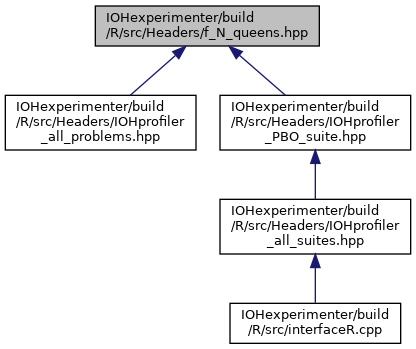 IOHexperimenter/build
/R/src/Headers/f_N_queens.hpp
IOHexperimenter/build
/R/src/Headers/IOHprofiler
_all_problems.hpp
IOHexperimenter/build
/R/src/Headers/IOHprofiler
_PBO_suite.hpp
IOHexperimenter/build
/R/src/Headers/IOHprofiler
_all_suites.hpp
IOHexperimenter/build
/R/src/interfaceR.cpp